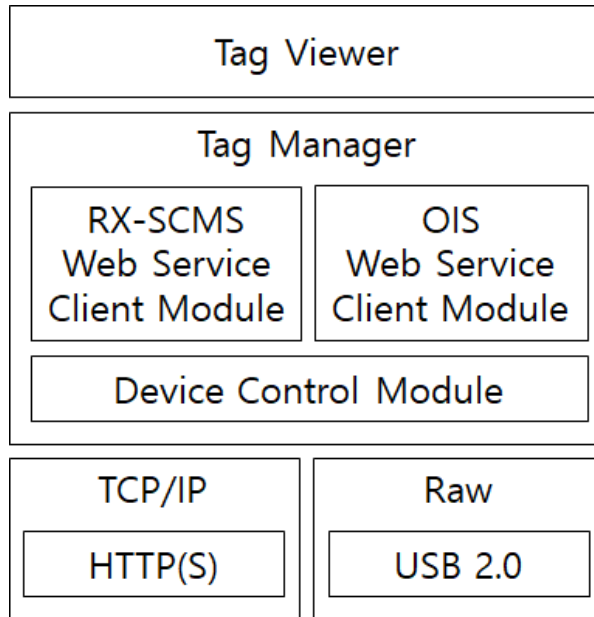 Tag Viewer
Tag Manager
RX-SCMS
Web Service
Client Module
OIS
Web Service
Client Module
Device Control Module
TCP/IP
HTTP(S)
Raw
USB 2.0